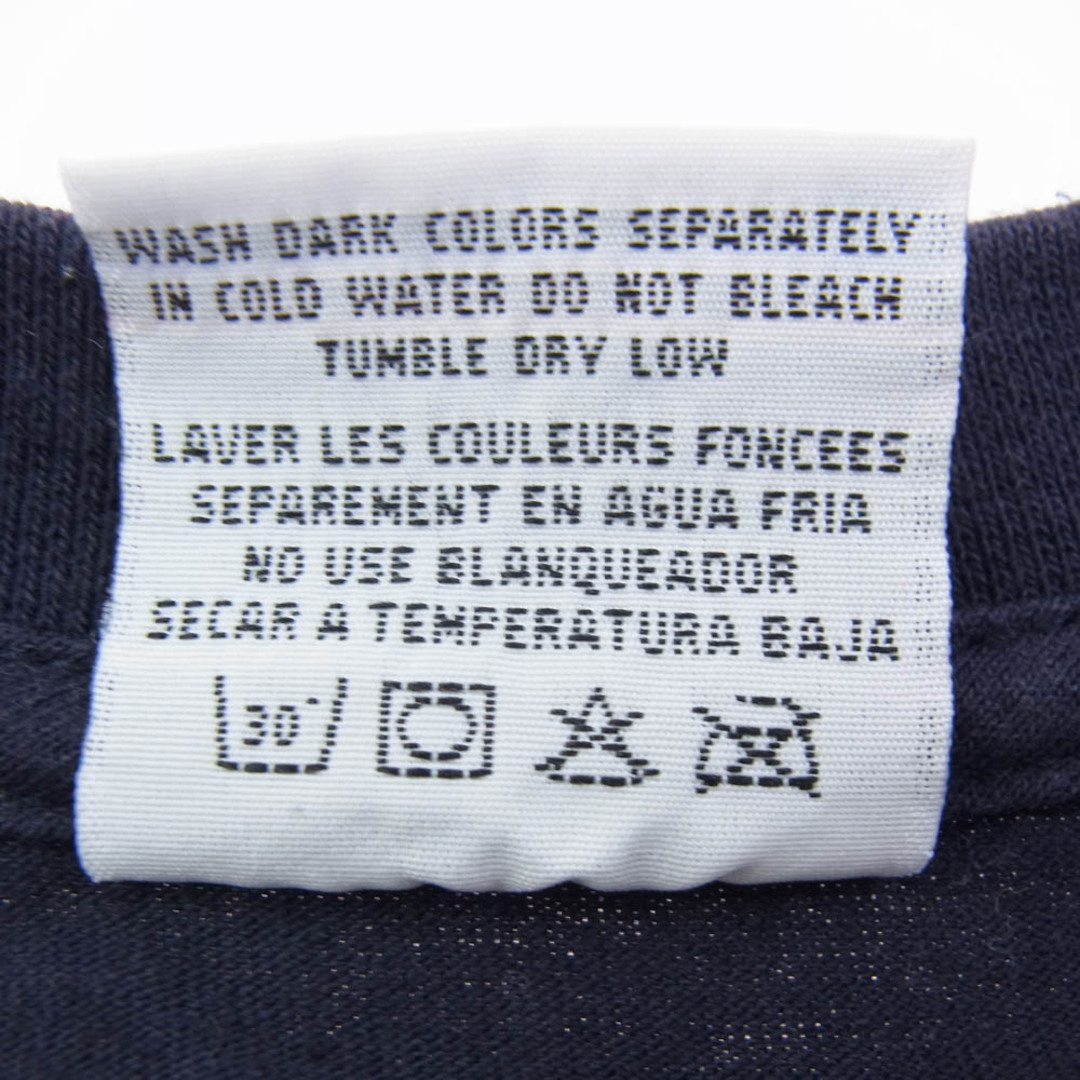 WASH DARK COLORS SEPARATELY
IN COLD WATER DO NOT BLEACH
TUMBLE DRY LOW
LAVER LES COULEURS FONCEES
SEPAREMENT EN AGUA FRIA
NO USE BLANQUEADOR
SECAR A TEMPERATURA BAJA
30°